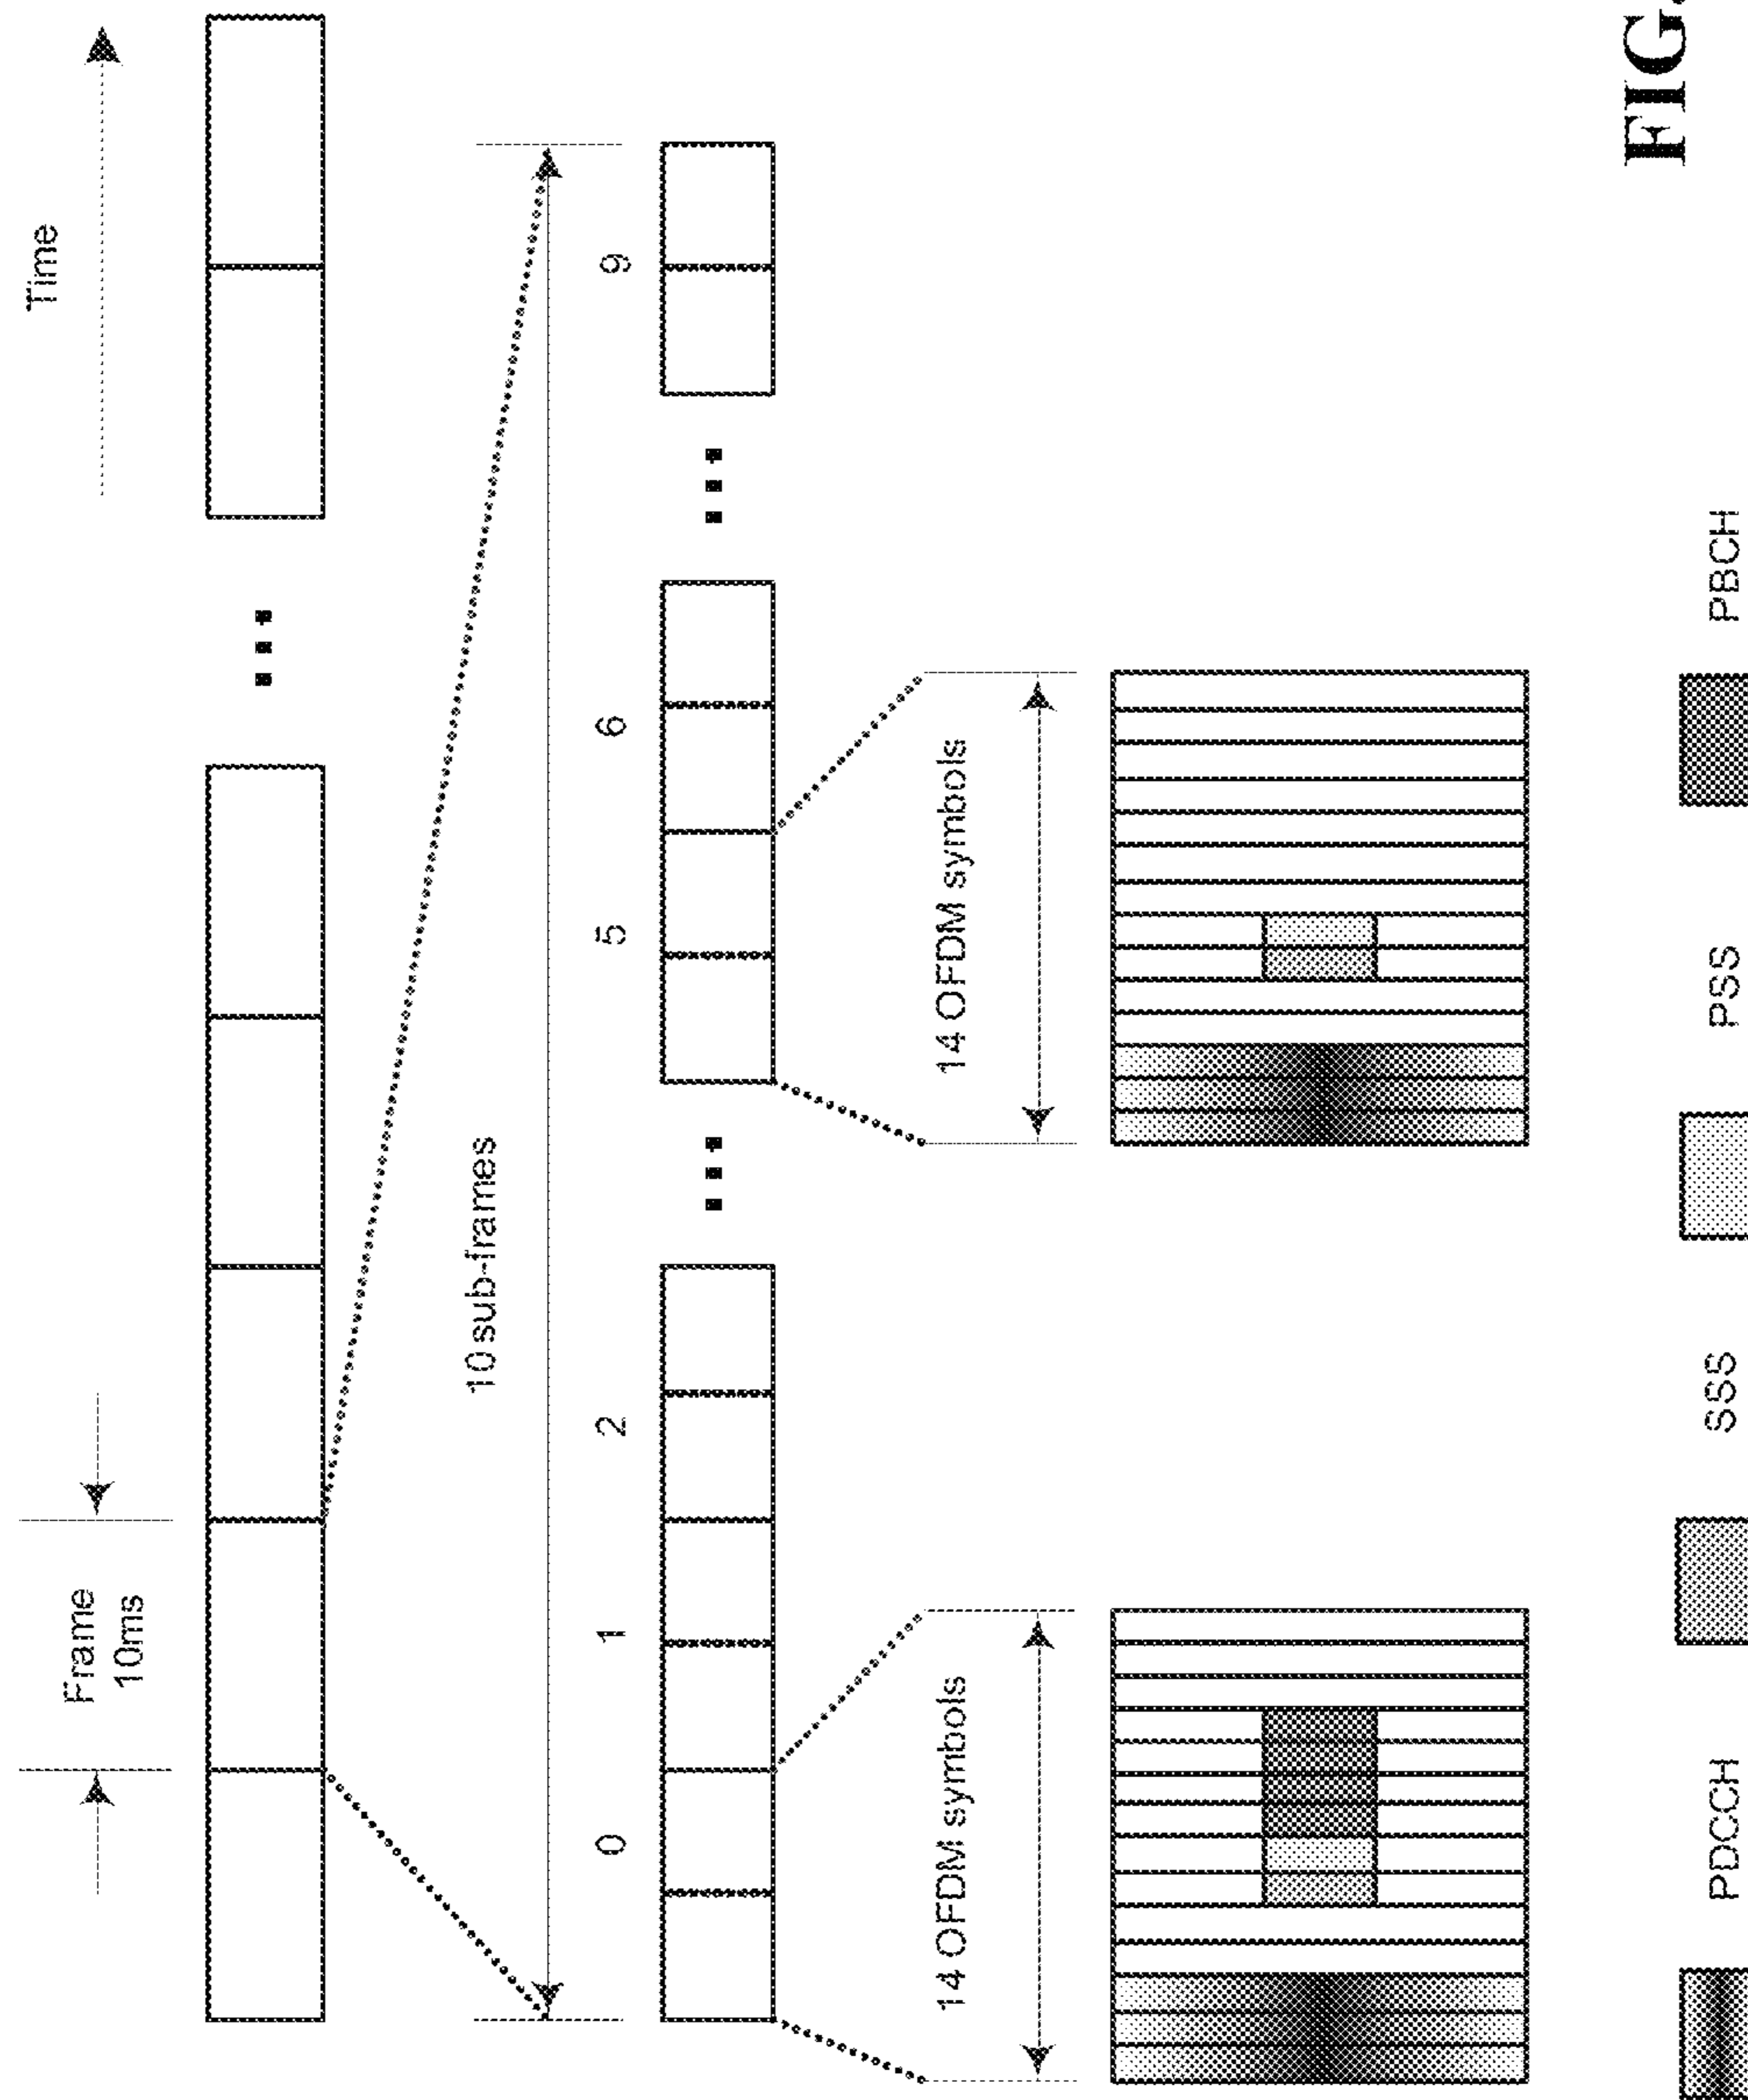 Time
Frame
10ms
10 sub-frames
0 1 2 5 6 9
14 OFDM symbols
14 OFDM symbols
PDCCH
SSS
PSS
PBCH
FIG.